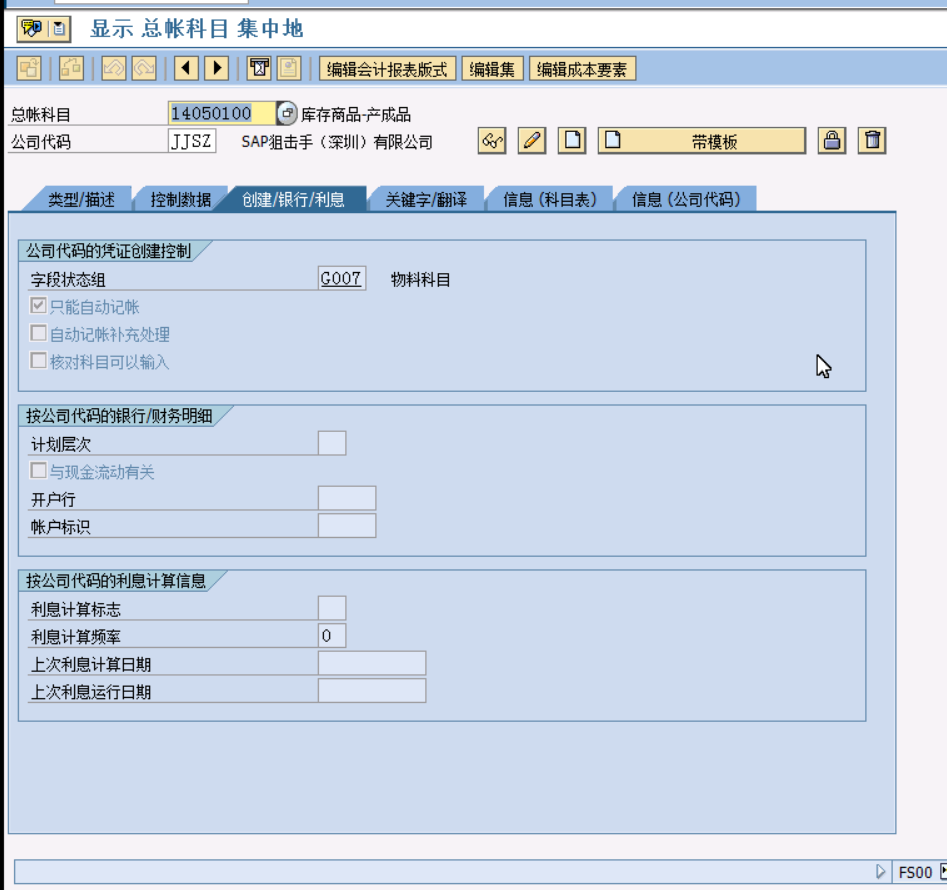 显示 总帐科目 集中地
编辑会计报表版式 编辑集 编辑成本要素
总帐科目 14050100 库存商品-产成品
公司代码 JJSZ SAP狙击手（深圳）有限公司 带模板
类型/描述 控制数据 创建/银行/利息 关键字/翻译 信息(科目表) 信息(公司代码)
公司代码的凭证创建控制
字段状态组 G007 物料科目
只能自动记帐
自动记帐补充处理
核对科目可以输入
按公司代码的银行/财务明细
计划层次
与现金流动有关
开户行
帐户标识
按公司代码的利息计算信息
利息计算标志
利息计算频率 0
上次利息计算日期
上次利息运行日期
FS00